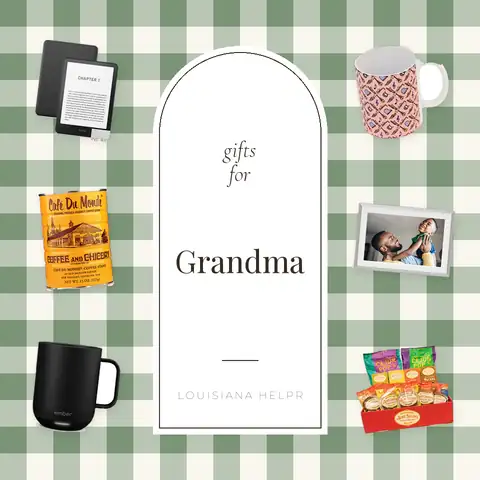 gifts
for
Grandma
LOUISIANA HELPR
CHAPTER 1
Café Du Monde
COFFEE AND CHICORY
ember